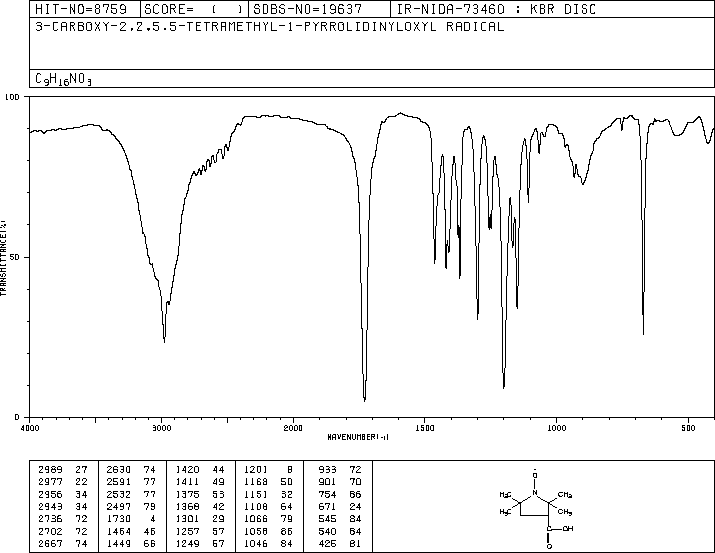 HIT-NO=8759 SCORE= ( ) SDBS-NO=19637 IR-NIDA-73460 : KBR DISC
3-CARBOXY-2,2,5,5-TETRAMETHYL-1-PYRROLIDINYLOXYL RADICAL
C9H16NO3
100
50
0
TRANSMITTANCE(%)
4000 3000 2000 1500 1000 500
WAVENUMBER(-1)
2989 27 2630 74 1420 44 1201 8 933 72
2977 22 2591 77 1411 49 1168 50 901 70
2956 34 2532 77 1375 53 1151 32 754 86
2943 34 2497 79 1368 42 1108 64 671 24
2736 72 1730 4 1301 29 1066 79 545 84
2702 72 1464 46 1257 57 1058 86 540 84
2667 74 1449 66 1249 57 1046 84 426 81
O
H3C N CH3
H3C CH3
C OH
O